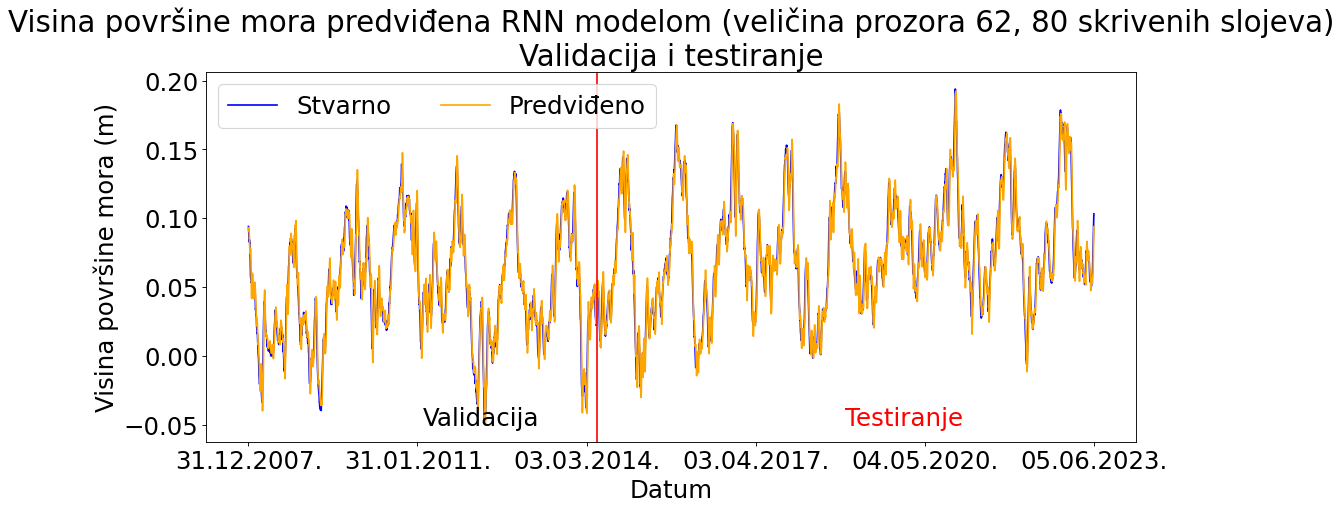 Visina površine mora predviđena RNN modelom (veličina prozora 62, 80 skrivenih slojeva)
Validacija i testiranje
Stvarno
Predviđeno
Visina površine mora (m)
0.20
0.15
0.10
0.05
0.00
−0.05
Validacija
Testiranje
31.12.2007.
31.01.2011.
03.03.2014.
03.04.2017.
04.05.2020.
05.06.2023.
Datum